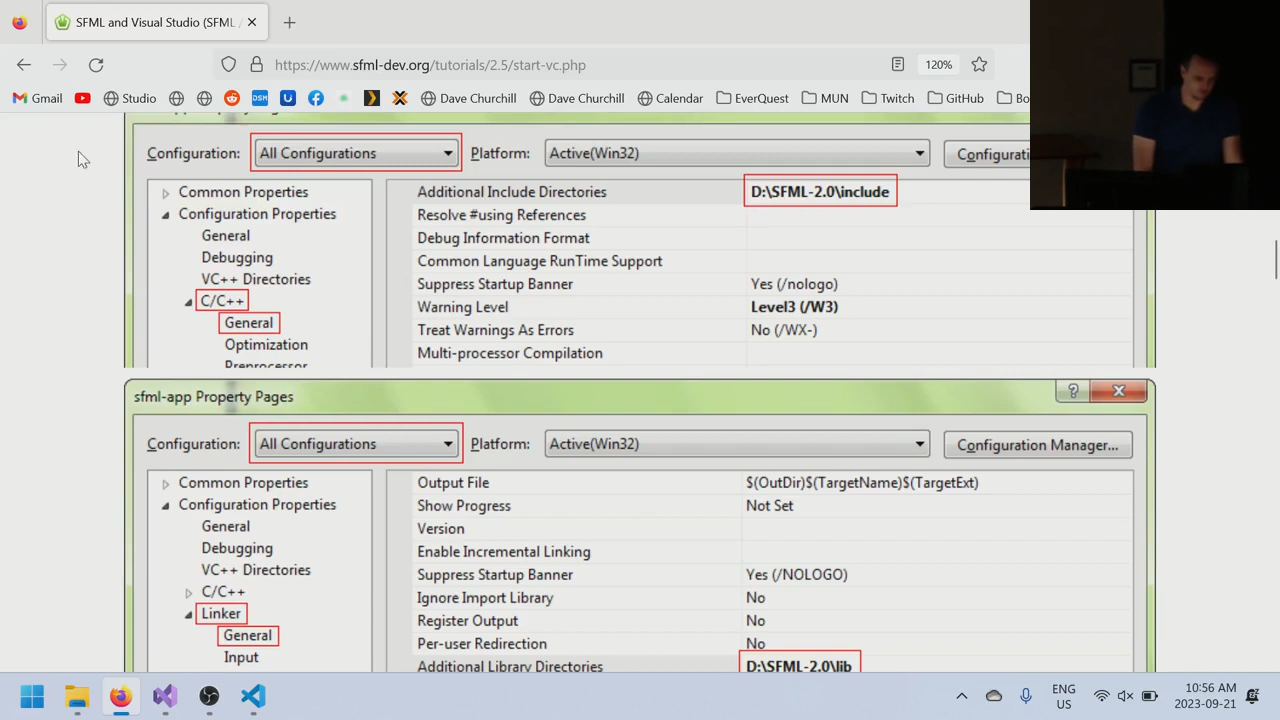 SFML and Visual Studio (SFML /
https://www.sfml-dev.org/tutorials/2.5/start-vc.php
120%
Gmail
Studio
DSM
Dave Churchill
Dave Churchill
Calendar
EverQuest
MUN
Twitch
GitHub
Bo
Configuration:
All Configurations
Platform:
Active(Win32)
Configurati
Common Properties
Configuration Properties
General
Debugging
VC++ Directories
C/C++
General
Optimization
Preprocessor
Additional Include Directories
D:\SFML-2.0\include
Resolve #using References
Debug Information Format
Common Language RunTime Support
Suppress Startup Banner
Yes (/nologo)
Warning Level
Level3 (/W3)
Treat Warnings As Errors
No (/WX-)
Multi-processor Compilation
sfml-app Property Pages
?
Configuration:
All Configurations
Platform:
Active(Win32)
Configuration Manager...
Common Properties
Configuration Properties
General
Debugging
VC++ Directories
C/C++
Linker
General
Input
Output File
$(OutDir)$(TargetName)$(TargetExt)
Show Progress
Not Set
Version
Enable Incremental Linking
Suppress Startup Banner
Yes (/NOLOGO)
Ignore Import Library
No
Register Output
No
Per-user Redirection
No
Additional Library Directories
D:\SFML-2.0\lib
ENG
US
10:56 AM
2023-09-21